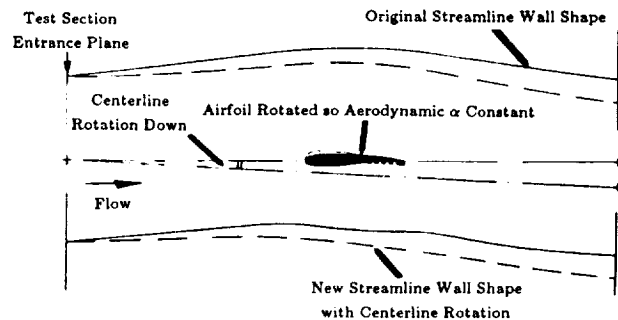 Test Section
Entrance Plane
Original Streamline Wall Shape
Centerline
Rotation Down
Airfoil Rotated so Aerodynamic α Constant
Flow
New Streamline Wall Shape
with Centerline Rotation